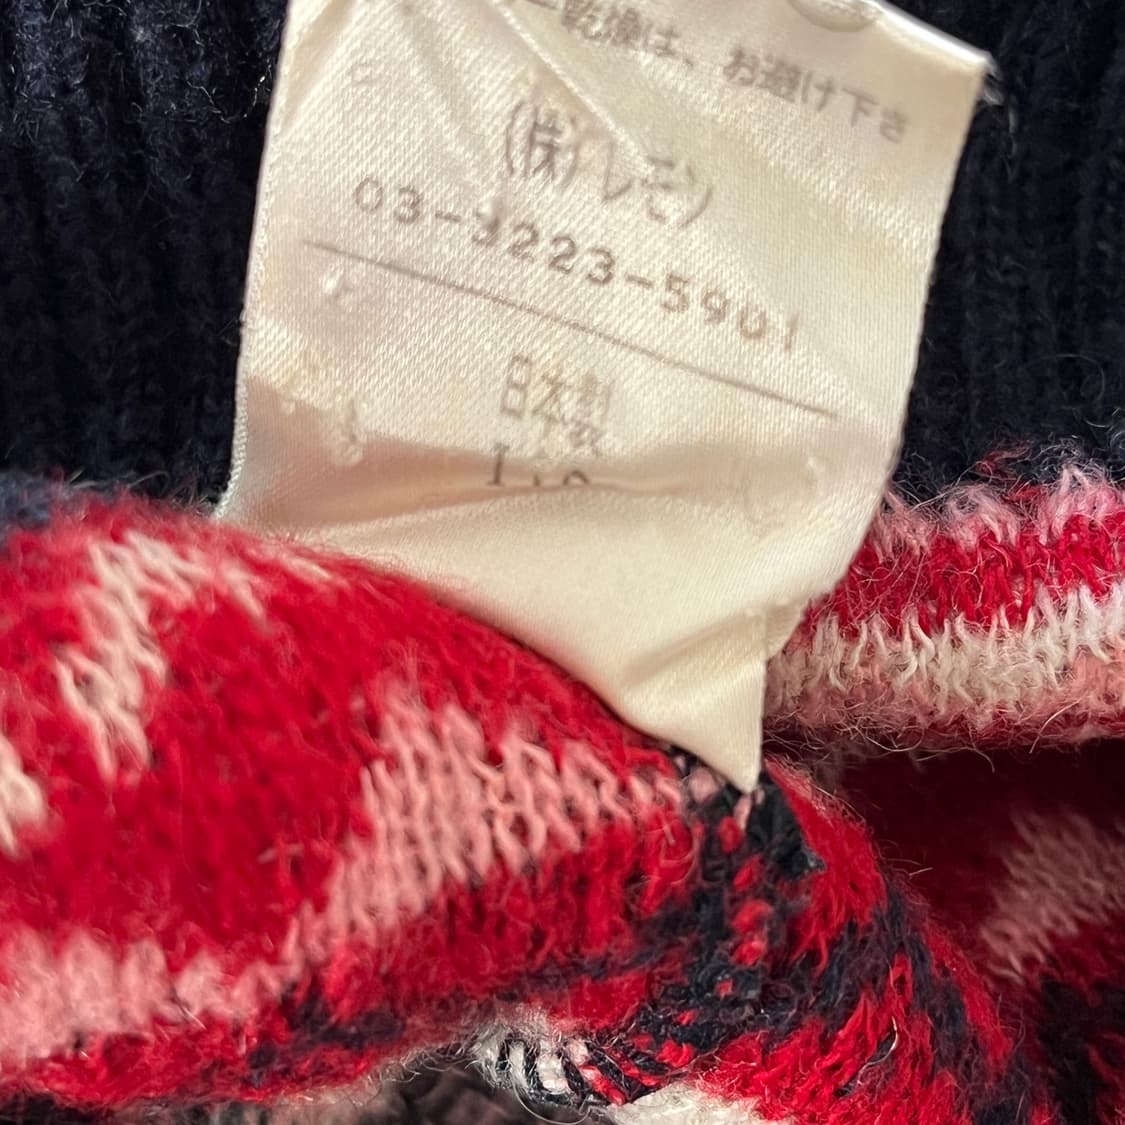 乾燥は、お避け下さ
(株)レモン
03-3223-5901
日本製